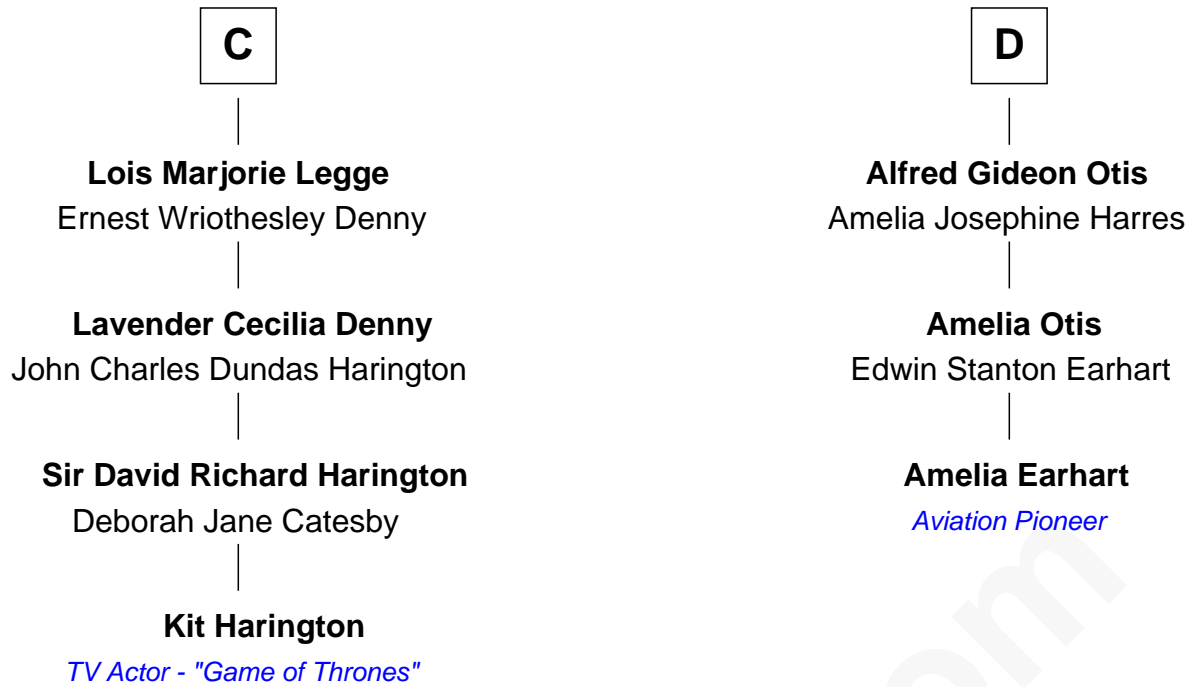 C
Lois Marjorie Legge
Ernest Wriothesley Denny
Lavender Cecilia Denny
John Charles Dundas Harington
Sir David Richard Harington
Deborah Jane Catesby
Kit Harington
TV Actor - "Game of Thrones"
D
Alfred Gideon Otis
Amelia Josephine Harres
Amelia Otis
Edwin Stanton Earhart
Amelia Earhart
Aviation Pioneer
om